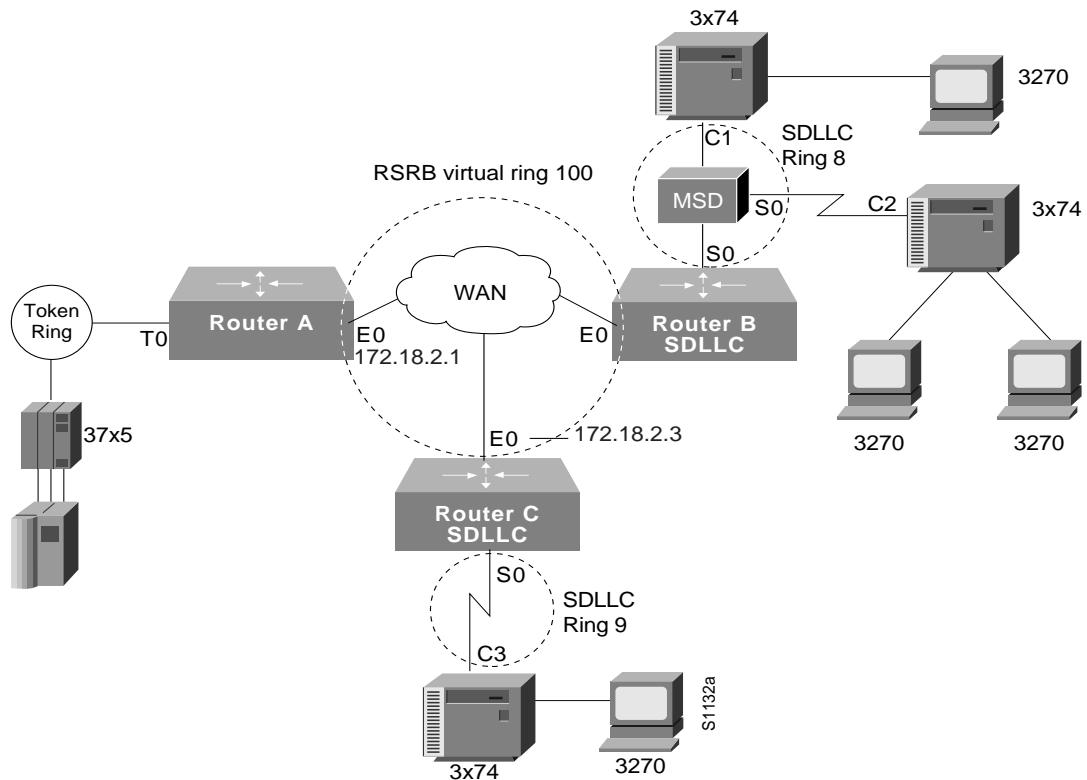 3x74
3270
C1
SDLLC
Ring 8
RSRB virtual ring 100
MSD
S0
C2
3x74
S0
WAN
Token
Ring
T0
Router A
E0
172.18.2.1
E0
Router B
SDLLC
37x5
E0
172.18.2.3
3270
3270
Router C
SDLLC
S0
SDLLC
Ring 9
C3
S1132a
3x74
3270